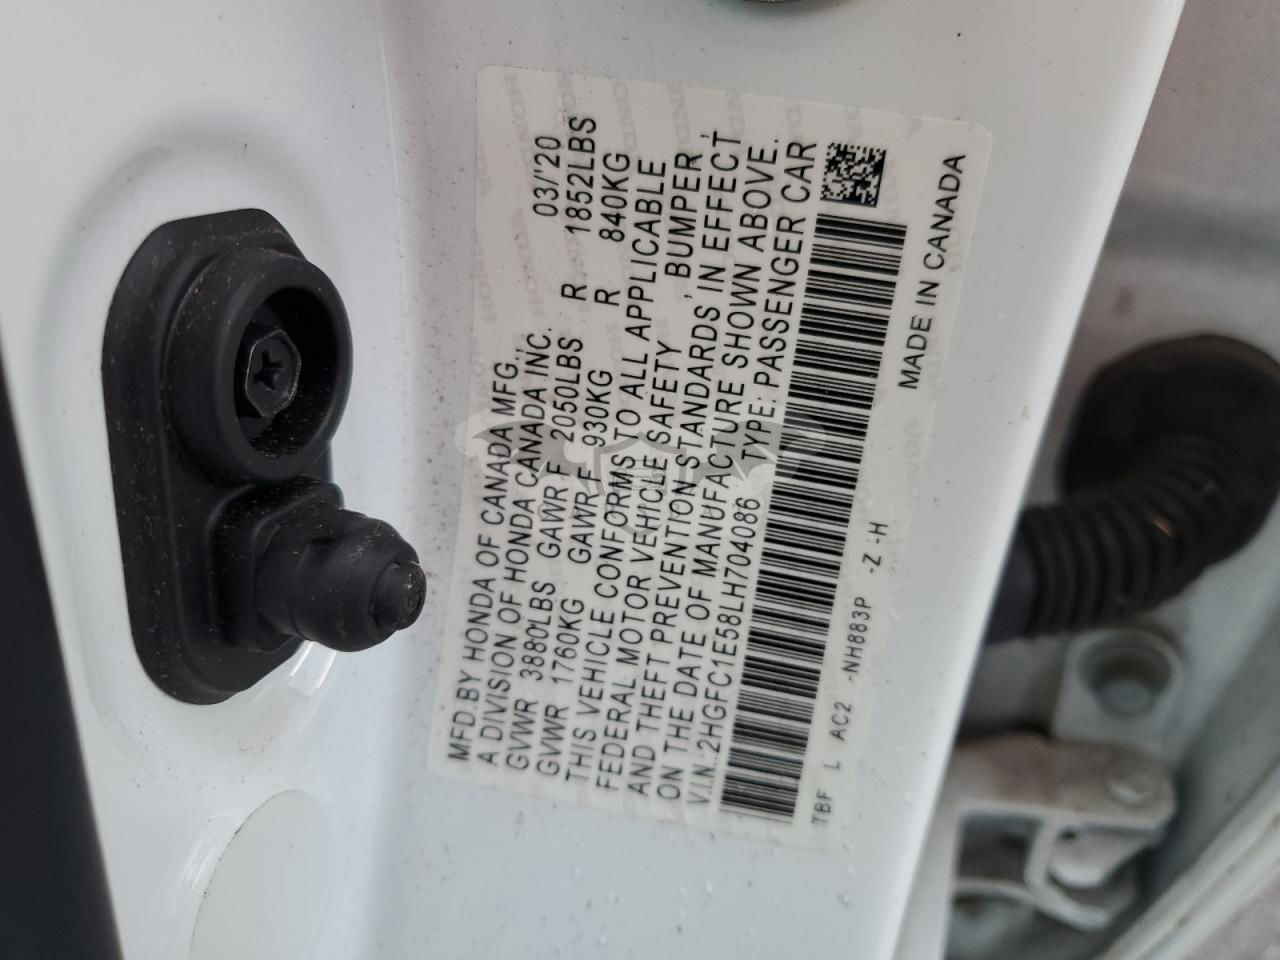 MFD.BY HONDA OF CANADA MFG., 03/'20
A DIVISION OF HONDA CANADA INC.
GVWR 3880LBS GAWR F 2050LBS R 1852LBS
GVWR 1760KG GAWR F 930KG R 840KG
THIS VEHICLE CONFORMS TO ALL APPLICABLE
FEDERAL MOTOR VEHICLE SAFETY , BUMPER ,
AND THEFT PREVENTION STANDARDS IN EFFECT
ON THE DATE OF MANUFACTURE SHOWN ABOVE.
V.I.N.:2HGFC1E58LH704086 TYPE: PASSENGER CAR
TBF L AC2 -NH883P -Z -H
MADE IN CANADA